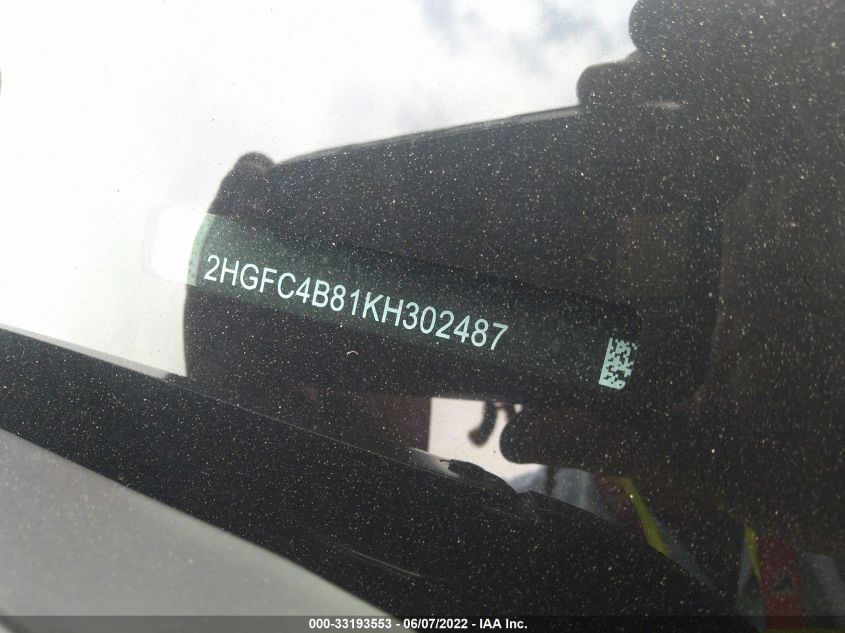 2HGFC4B81KH302487
000-33193553 - 06/07/2022 - IAA Inc.